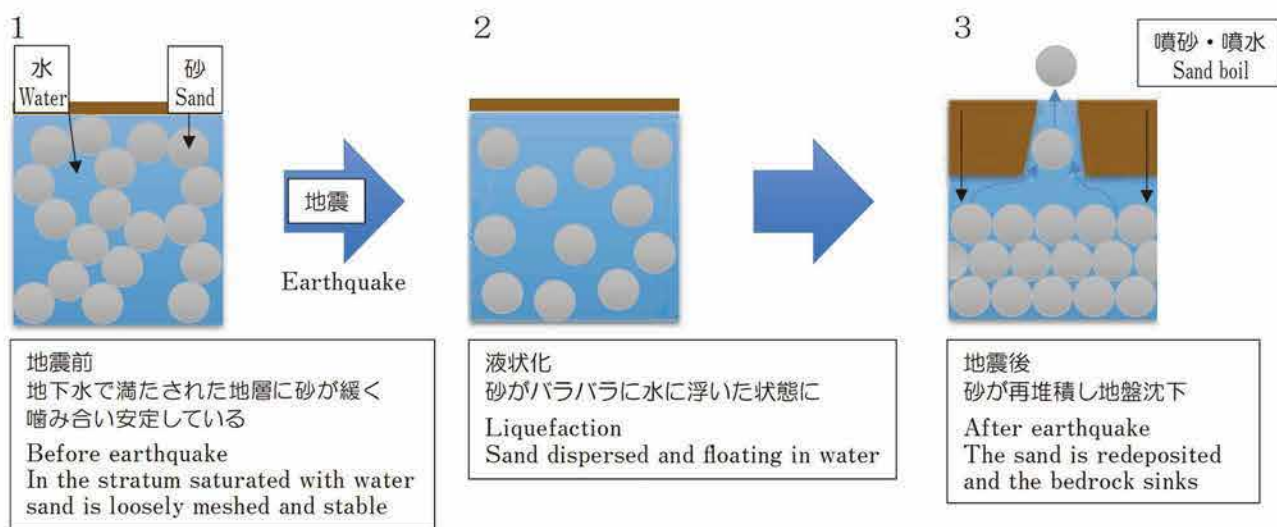 1
水
Water
砂
Sand
地震
Earthquake
2
3
噴砂・噴水
Sand boil
地震前
地下水で満たされた地層に砂が緩く
噛み合い安定している
Before earthquake
In the stratum saturated with water
sand is loosely meshed and stable
液状化
砂がバラバラに水に浮いた状態に
Liquefaction
Sand dispersed and floating in water
地震後
砂が再堆積し地盤沈下
After earthquake
The sand is redeposited
and the bedrock sinks